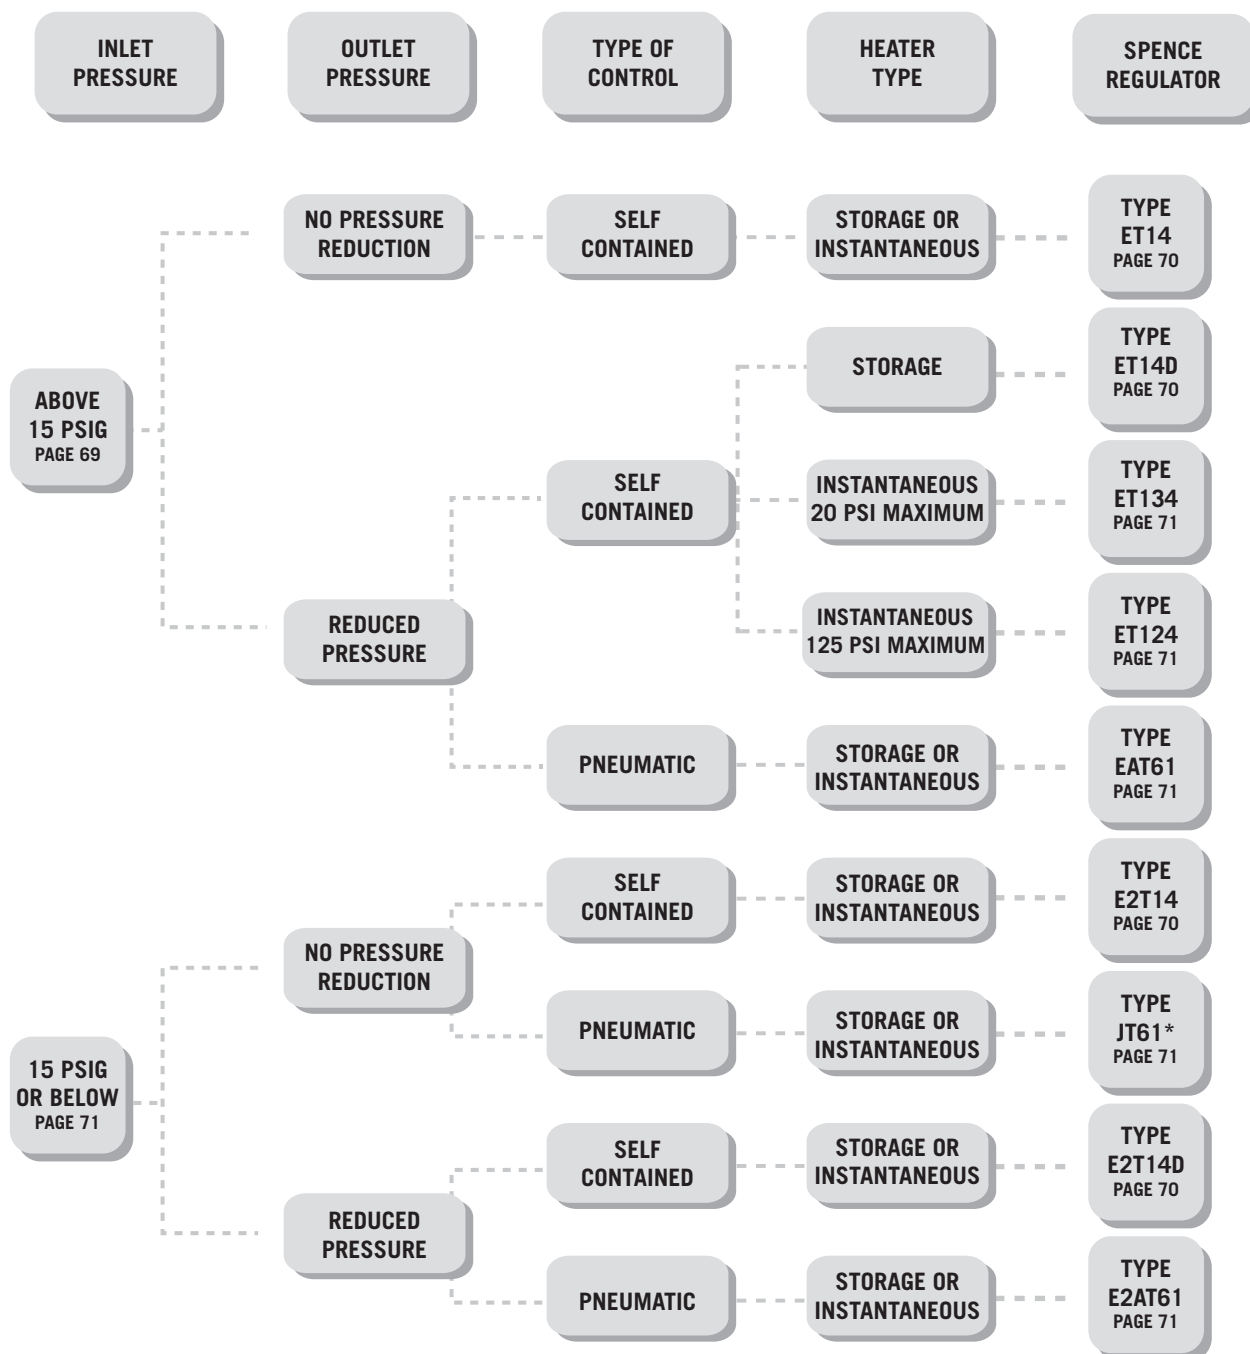 INLET
PRESSURE
OUTLET
PRESSURE
TYPE OF
CONTROL
HEATER
TYPE
SPENCE
REGULATOR
NO PRESSURE
REDUCTION
SELF
CONTAINED
STORAGE OR
INSTANTANEOUS
TYPE
ET14
PAGE 70
STORAGE
TYPE
ET14D
PAGE 70
ABOVE
15 PSIG
PAGE 69
SELF
CONTAINED
INSTANTANEOUS
20 PSI MAXIMUM
TYPE
ET134
PAGE 71
REDUCED
PRESSURE
INSTANTANEOUS
125 PSI MAXIMUM
TYPE
ET124
PAGE 71
PNEUMATIC
STORAGE OR
INSTANTANEOUS
TYPE
EAT61
PAGE 71
NO PRESSURE
REDUCTION
SELF
CONTAINED
STORAGE OR
INSTANTANEOUS
TYPE
E2T14
PAGE 70
PNEUMATIC
STORAGE OR
INSTANTANEOUS
TYPE
JT61*
PAGE 71
15 PSIG
OR BELOW
PAGE 71
SELF
CONTAINED
STORAGE OR
INSTANTANEOUS
TYPE
E2T14D
PAGE 70
REDUCED
PRESSURE
PNEUMATIC
STORAGE OR
INSTANTANEOUS
TYPE
E2AT61
PAGE 71